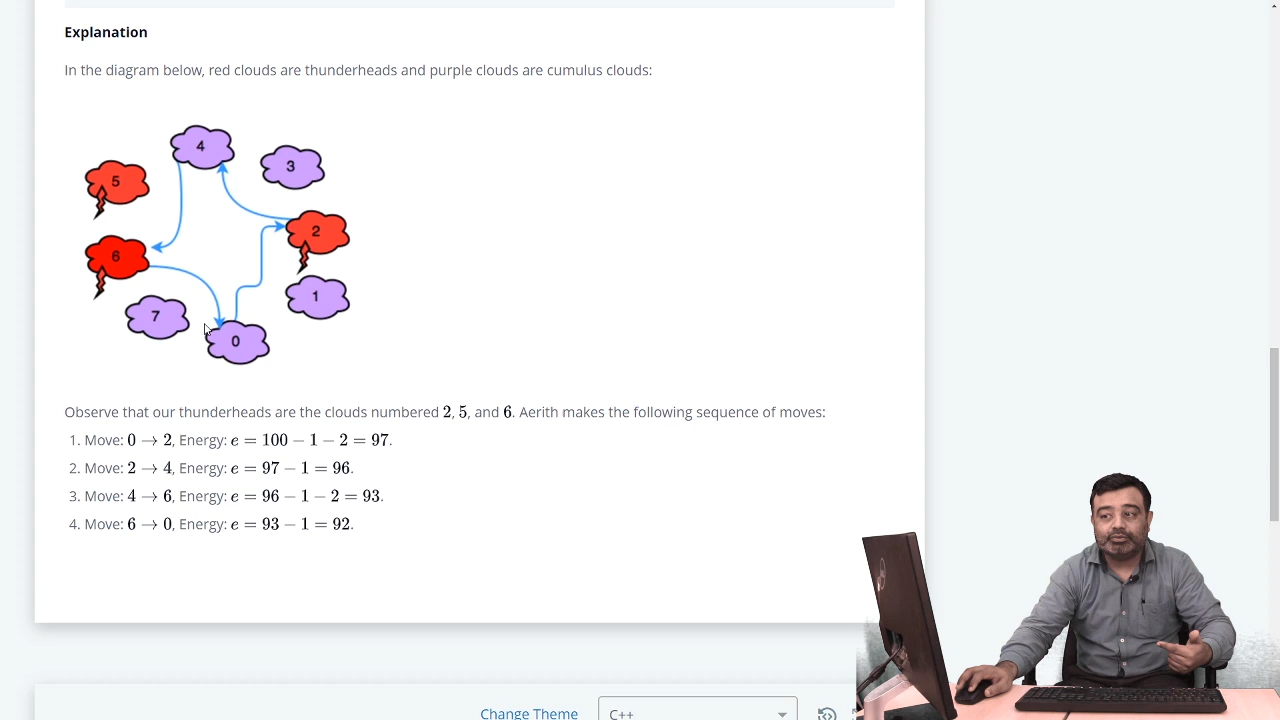 Explanation
In the diagram below, red clouds are thunderheads and purple clouds are cumulus clouds:
4
3
5
2
6
1
7
0
Observe that our thunderheads are the clouds numbered 2, 5, and 6. Aerith makes the following sequence of moves:
1. Move: 0 → 2, Energy: e = 100 − 1 − 2 = 97.
2. Move: 2 → 4, Energy: e = 97 − 1 = 96.
3. Move: 4 → 6, Energy: e = 96 − 1 − 2 = 93.
4. Move: 6 → 0, Energy: e = 93 − 1 = 92.
Change Theme C++